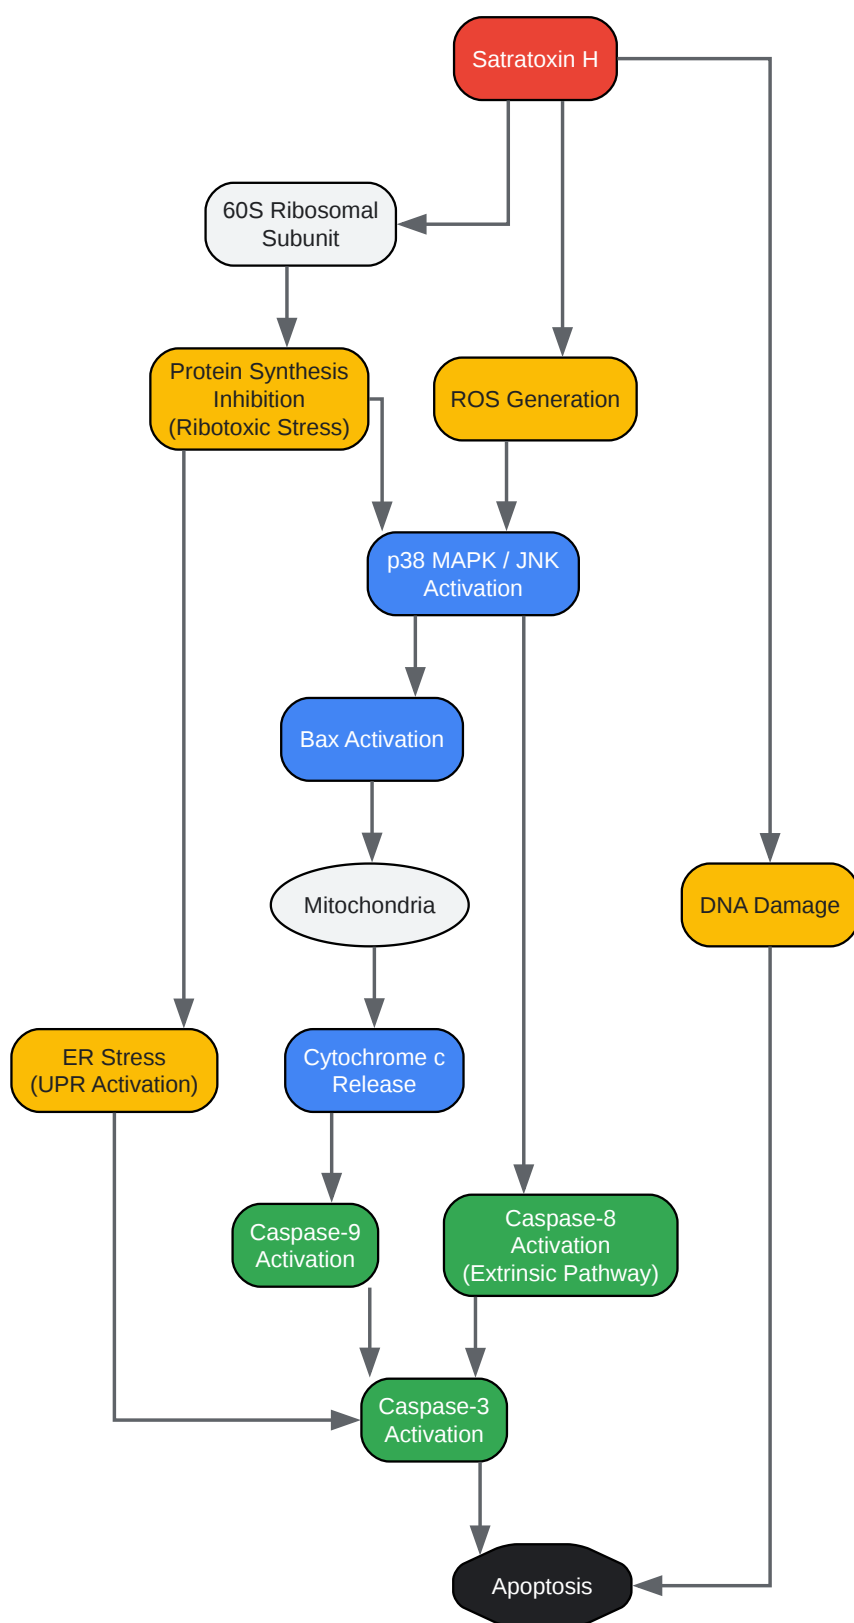 Satratoxin H
60S Ribosomal
Subunit
Protein Synthesis
Inhibition
(Ribotoxic Stress)
ROS Generation
p38 MAPK / JNK
Activation
Bax Activation
Mitochondria
DNA Damage
ER Stress
(UPR Activation)
Cytochrome c
Release
Caspase-9
Activation
Caspase-8
Activation
(Extrinsic Pathway)
Caspase-3
Activation
Apoptosis